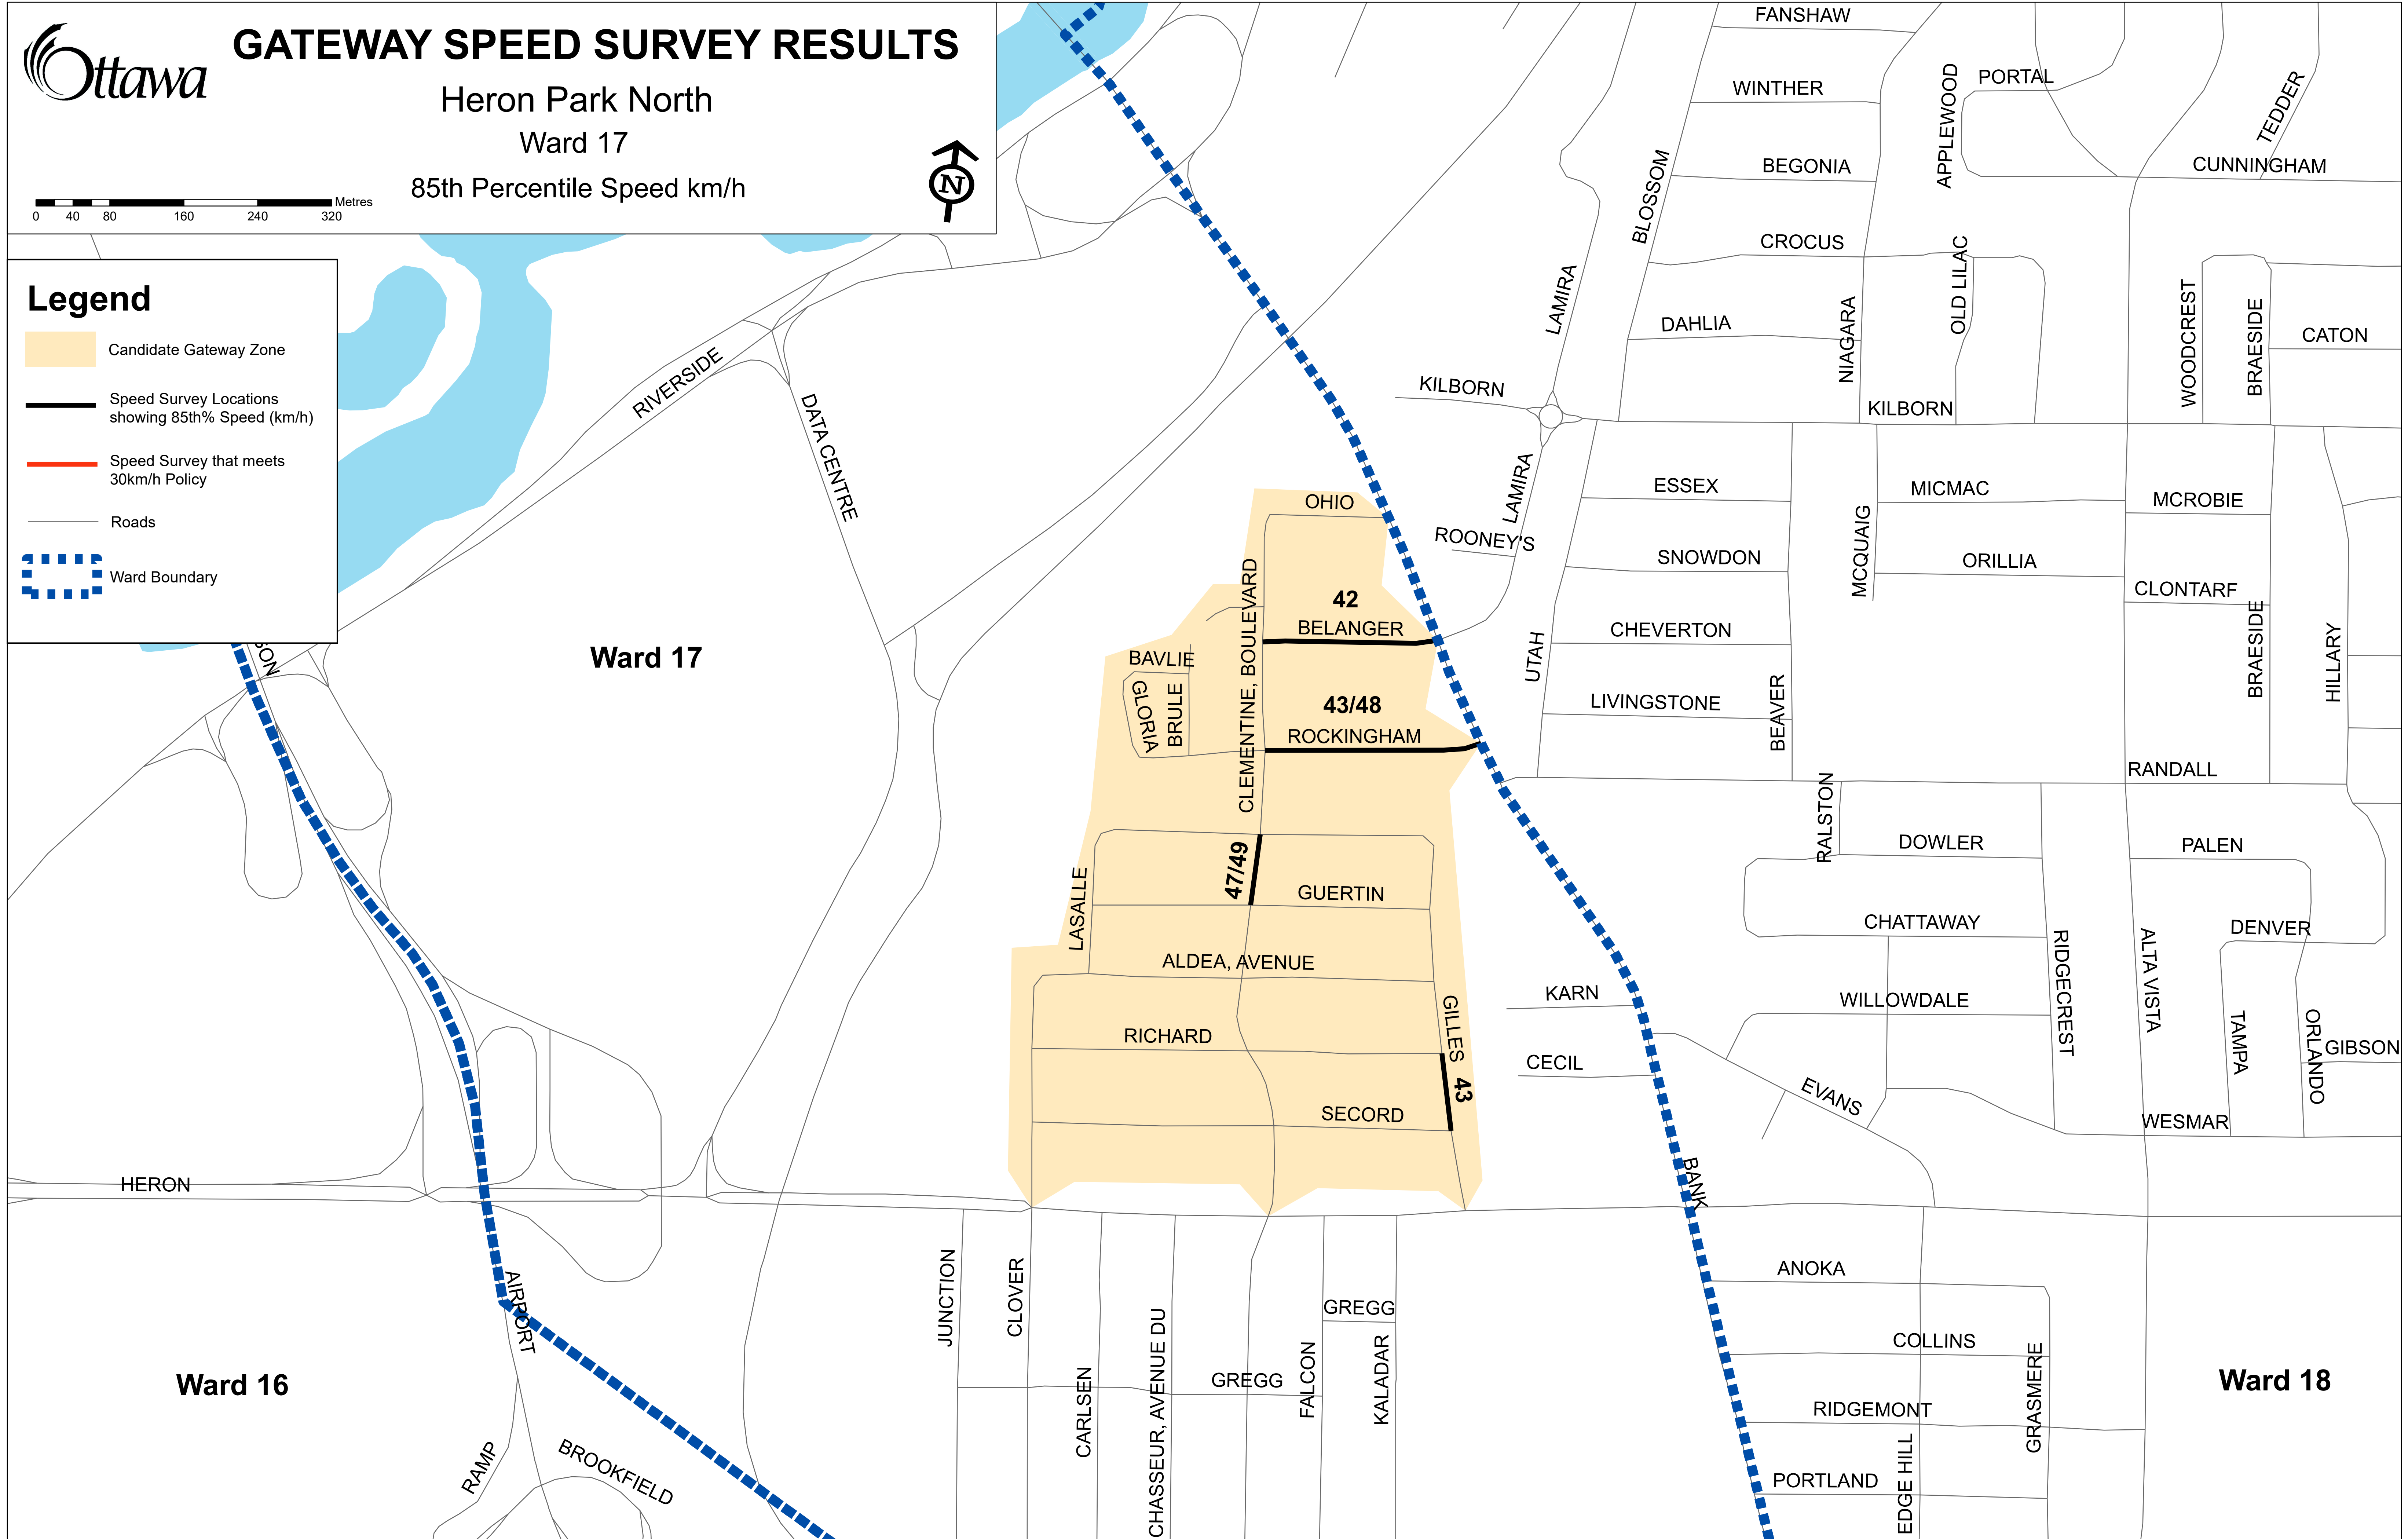 Ottawa
GATEWAY SPEED SURVEY RESULTS
Heron Park North
Ward 17
85th Percentile Speed km/h
N
Metres
0 40 80 160 240 320
Legend
Candidate Gateway Zone
Speed Survey Locations
showing 85th% Speed (km/h)
Speed Survey that meets
30km/h Policy
Roads
Ward Boundary
FANSHAW
PORTAL
WINTHER
APPLEWOOD
TEDDER
BEGONIA
CUNNINGHAM
BLOSSOM
CROCUS
OLD LILAC
LAMIRA
WOODCREST
BRAESIDE
DAHLIA
NIAGARA
CATON
RIVERSIDE
KILBORN
KILBORN
DATA CENTRE
LAMIRA
ESSEX
MICMAC
MCROBIE
OHIO
ROONEY'S
MCQUAIG
SNOWDON
ORILLIA
CLONTARF
CLEMENTINE, BOULEVARD
42
BELANGER
CHEVERTON
BRAESIDE
HILLARY
UTAH
SON
Ward 17
BAVLIE
GLORIA
BRULE
43/48
ROCKINGHAM
LIVINGSTONE
BEAVER
RANDALL
RALSTON
DOWLER
PALEN
47/49
GUERTIN
LASALLE
CHATTAWAY
DENVER
ALDEA, AVENUE
RIDGECREST
ALTA VISTA
KARN
WILLOWDALE
GILLES
TAMPA
ORLANDO
RICHARD
GIBSON
CECIL
43
EVANS
SECORD
WESMAR
HERON
BANK
JUNCTION
CLOVER
ANOKA
AIRPORT
GREGG
CHASSEUR, AVENUE DU
COLLINS
FALCON
KALADAR
GRASMERE
Ward 16
CARLSEN
GREGG
Ward 18
RIDGEMONT
RAMP
BROOKFIELD
EDGE HILL
PORTLAND